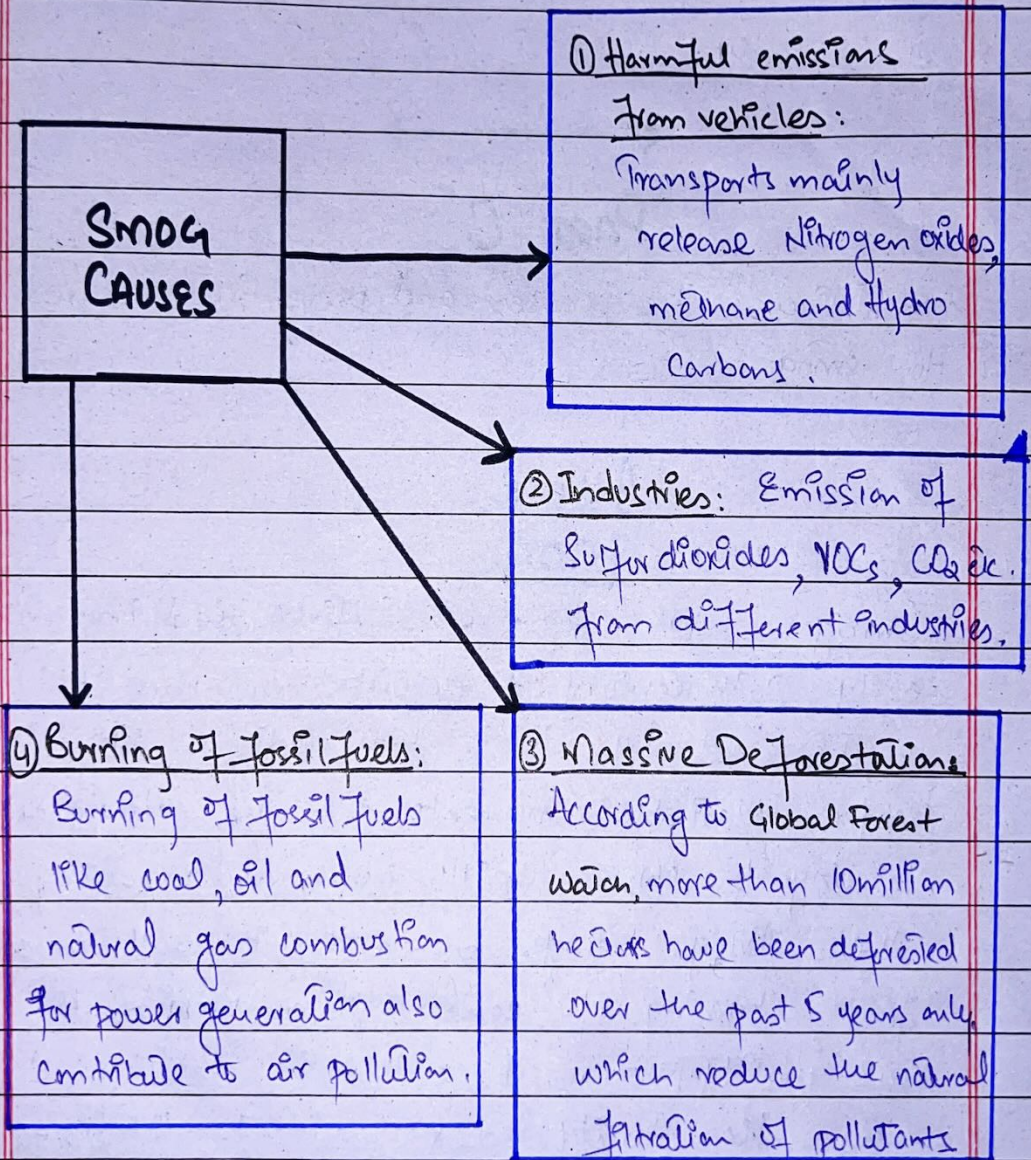 SMOG
CAUSES
① Harmful emissions
from vehicles:
Transports mainly
release Nitrogen oxides,
methane and Hydro
Carbons.
② Industries: Emission of
Sulfur dioxides, VOCs, CO2 etc.
from different industries.
③ Massive Deforestation:
According to Global Forest
Watch, more than 10 million
hectors have been deforested
over the past 5 years only
which reduce the natural
filtration of pollutants
④ Burning of fossil fuels:
Burning of fossil fuels
like coal, oil and
natural gas combustion
for power generation also
contribute to air pollution.